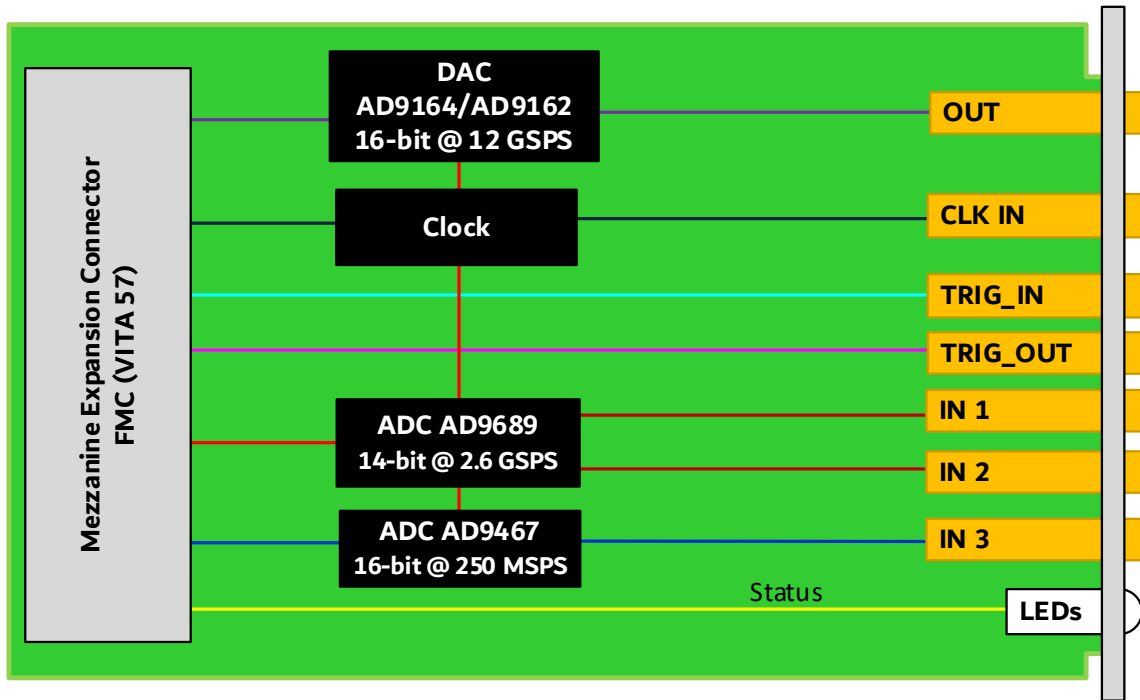 Mezzanine Expansion Connector
FMC (VITA 57)
DAC
AD9164/AD9162
16-bit @ 12 GSPS
OUT
Clock
CLK IN
TRIG_IN
TRIG_OUT
ADC AD9689
14-bit @ 2.6 GSPS
IN 1
IN 2
ADC AD9467
16-bit @ 250 MSPS
IN 3
Status
LEDs